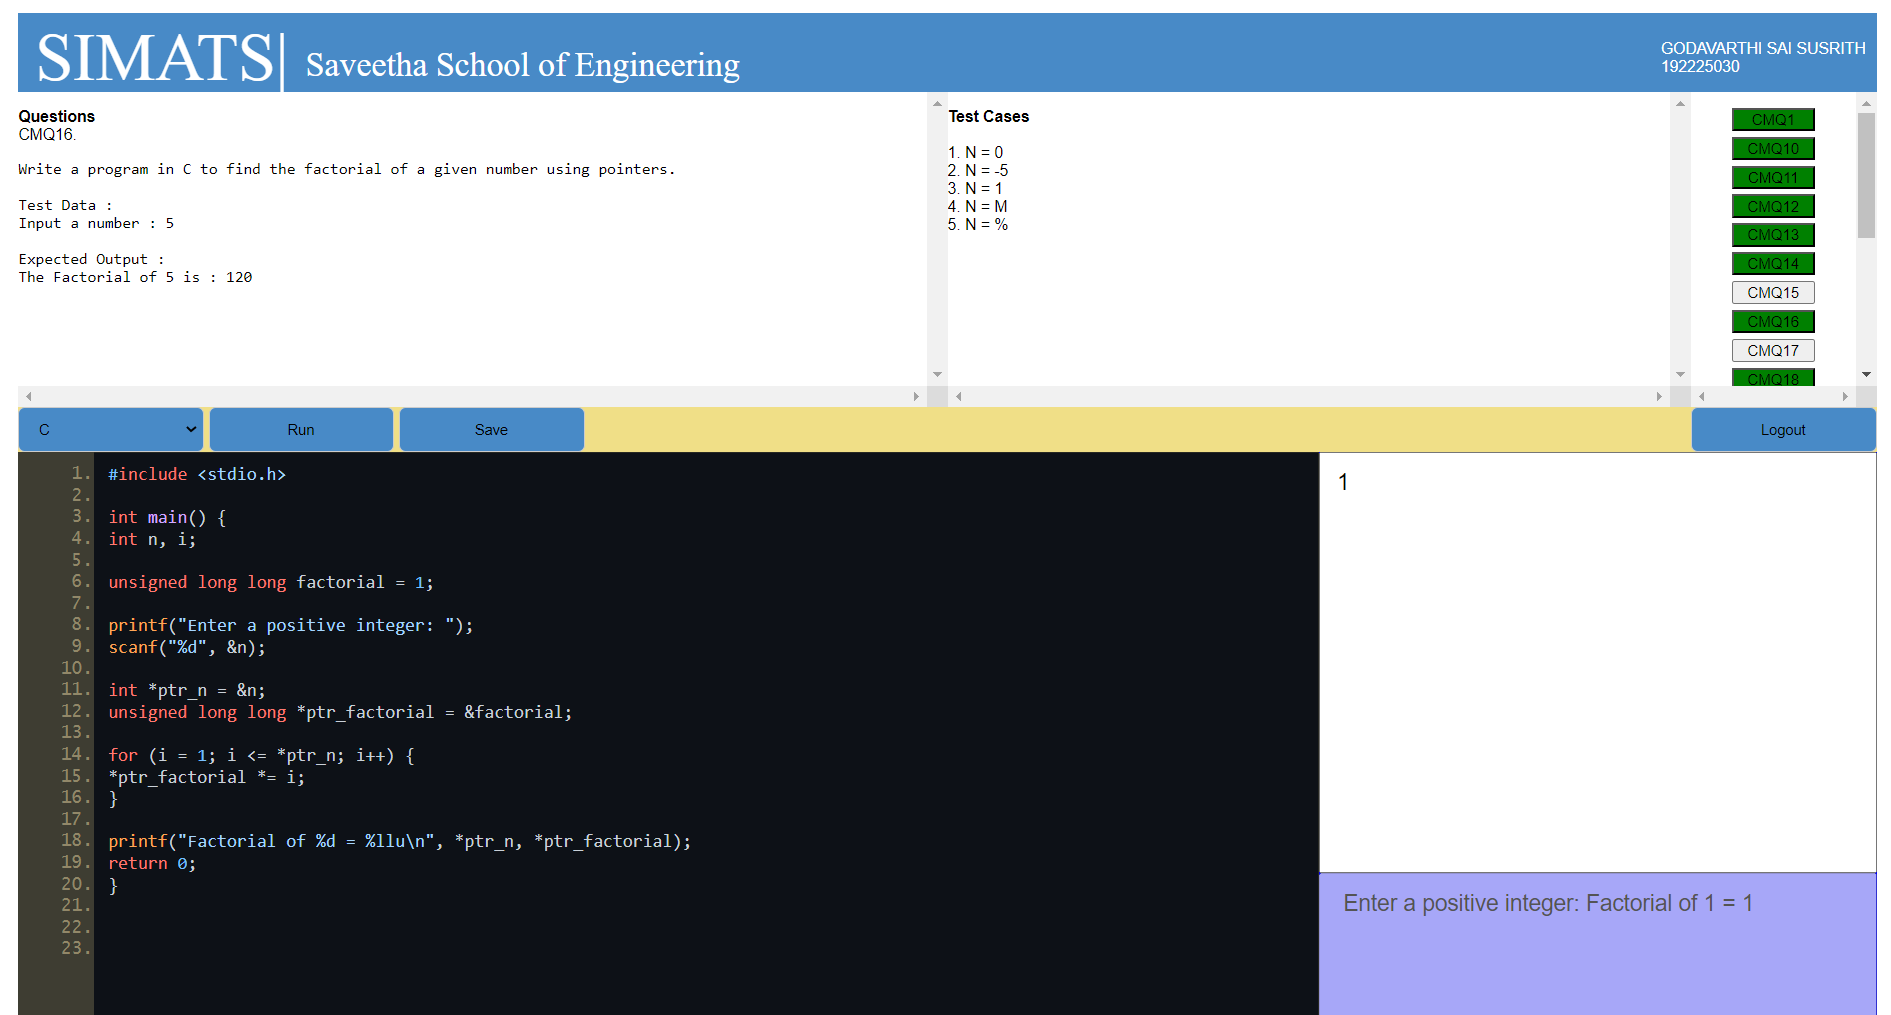 SIMATS| Saveetha School of Engineering
GODAVARTHI SAI SUSRITH
192225030
Questions
CMQ16.
Write a program in C to find the factorial of a given number using pointers.
Test Data :
Input a number : 5
Expected Output :
The Factorial of 5 is : 120
Test Cases
1. N = 0
2. N = -5
3. N = 1
4. N = M
5. N = %
CMQ1
CMQ10
CMQ11
CMQ12
CMQ13
CMQ14
CMQ15
CMQ16
CMQ17
CMQ18
C
Run
Save
Logout
1. #include <stdio.h>
2.
3. int main() {
4. int n, i;
5.
6. unsigned long long factorial = 1;
7.
8. printf("Enter a positive integer: ");
9. scanf("%d", &n);
10.
11. int *ptr_n = &n;
12. unsigned long long *ptr_factorial = &factorial;
13.
14. for (i = 1; i <= *ptr_n; i++) {
15. *ptr_factorial *= i;
16. }
17.
18. printf("Factorial of %d = %llu\n", *ptr_n, *ptr_factorial);
19. return 0;
20. }
21.
22.
23.
1
Enter a positive integer: Factorial of 1 = 1